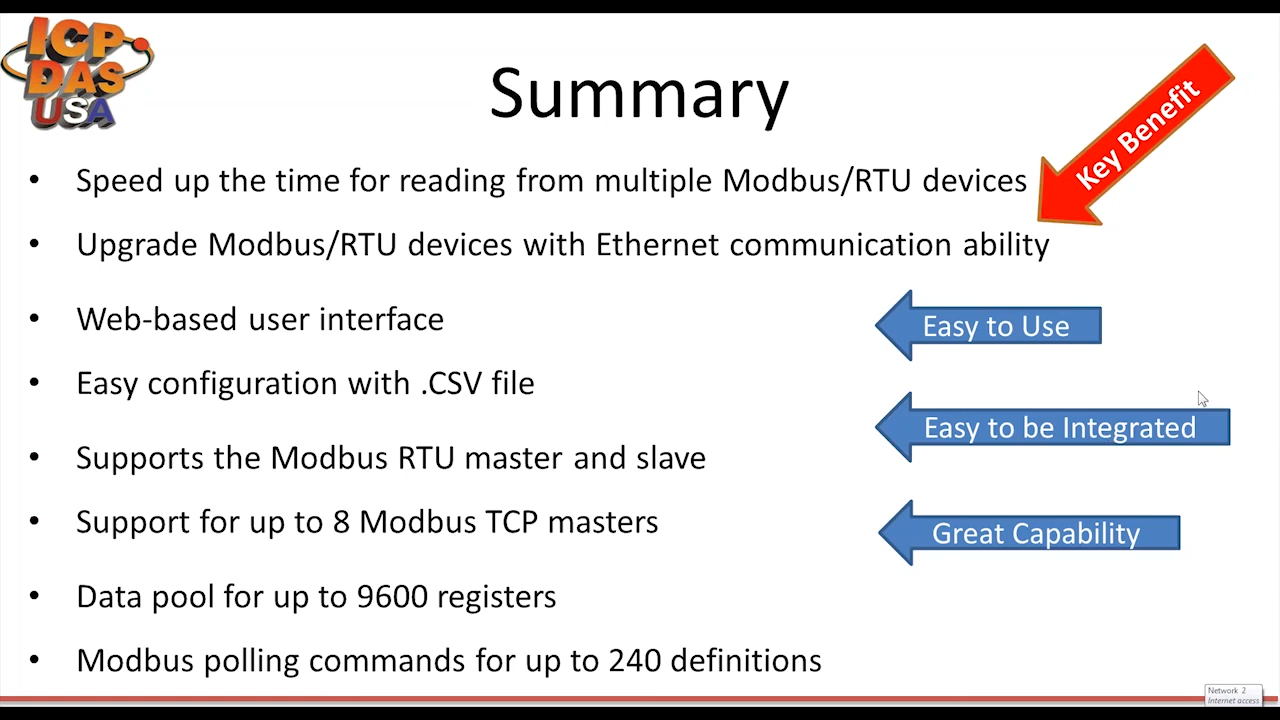 ICP
DAS
USA
Summary
Key Benefit
• Speed up the time for reading from multiple Modbus/RTU devices
• Upgrade Modbus/RTU devices with Ethernet communication ability
• Web-based user interface
Easy to Use
• Easy configuration with .CSV file
Easy to be Integrated
• Supports the Modbus RTU master and slave
• Support for up to 8 Modbus TCP masters
Great Capability
• Data pool for up to 9600 registers
• Modbus polling commands for up to 240 definitions
Network 2
Internet access